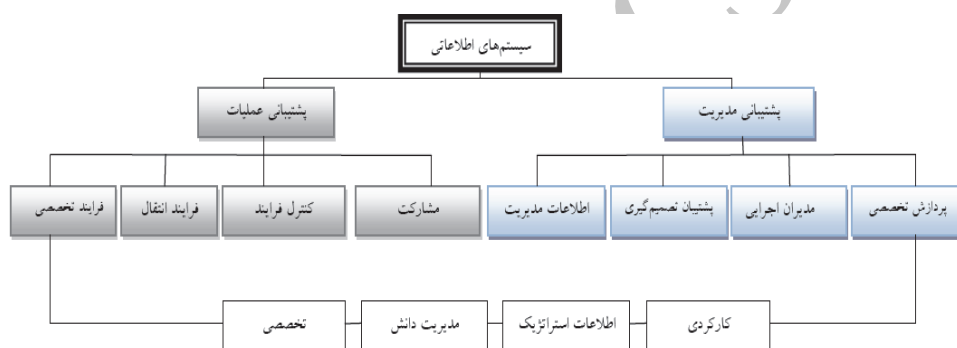 سیستم‌های اطلاعاتی
پشتیبانی مدیریت
پشتیبانی عملیات
پردازش تخصصی
مدیران اجرایی
پشتیبان تصمیم‌گیری
اطلاعات مدیریت
مشارکت
کنترل فرایند
فرایند انتقال
فرایند تخصصی
کارکردی
اطلاعات استراتژیک
مدیریت دانش
تخصصی